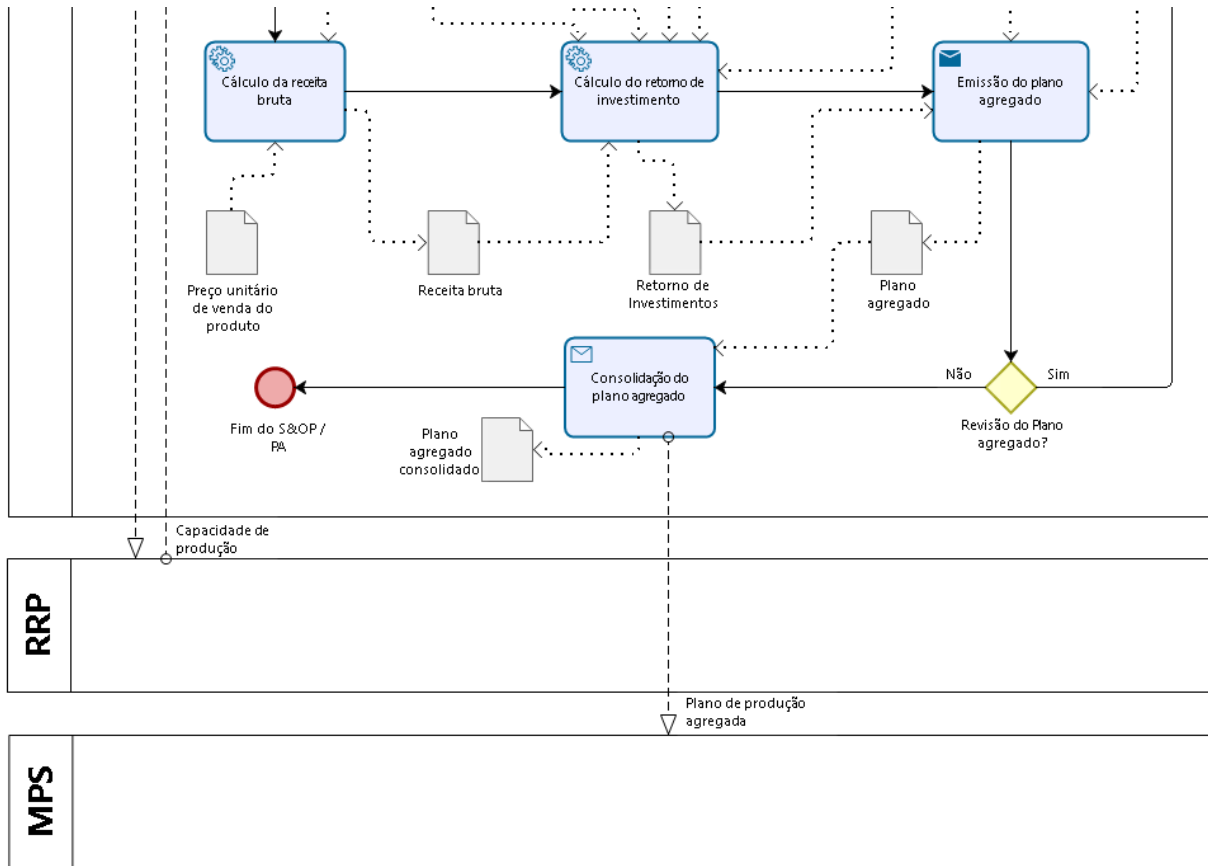 Cálculo da receita
bruta
Cálculo do retorno de
investimento
Emissão do plano
agregado
Preço unitário
de venda do
produto
Receita bruta
Retorno de
Investimentos
Plano
agregado
Consolidação do
plano agregado
Não
Sim
Fim do S&OP /
PA
Plano
agregado
consolidado
Revisão do Plano
agregado?
Capacidade de
produção
RRP
Plano de produção
agregada
MPS